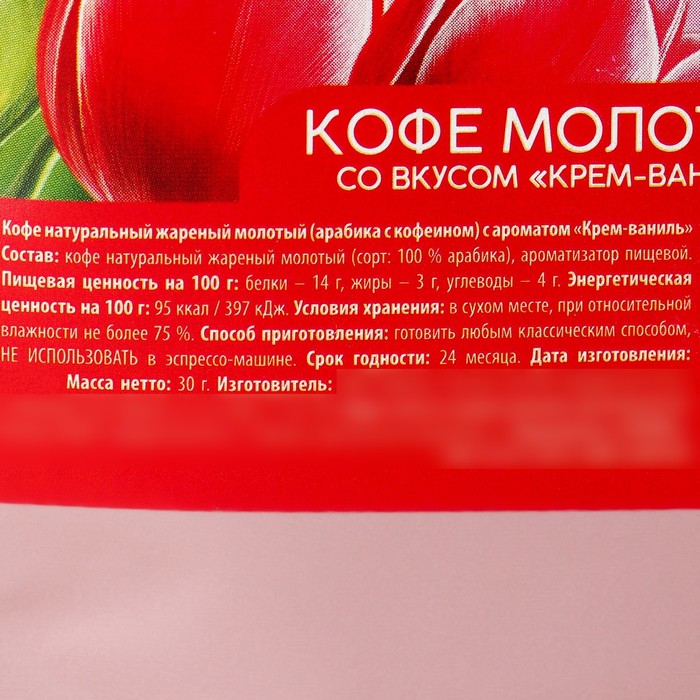 КОФЕ МОЛО
СО ВКУСОМ «КРЕМ-ВАН
Кофе натуральный жареный молотый (арабика с кофеином) с ароматом «Крем-ваниль»
Состав: кофе натуральный жареный молотый (сорт: 100 % арабика), ароматизатор пищевой.
Пищевая ценность на 100 г: белки – 14 г, жиры – 3 г, углеводы – 4 г. Энергетическая
ценность на 100 г: 95 ккал / 397 кДж. Условия хранения: в сухом месте, при относительной
влажности не более 75 %. Способ приготовления: готовить любым классическим способом,
НЕ ИСПОЛЬЗОВАТЬ в эспрессо-машине. Срок годности: 24 месяца. Дата изготовления:
Масса нетто: 30 г. Изготовитель: